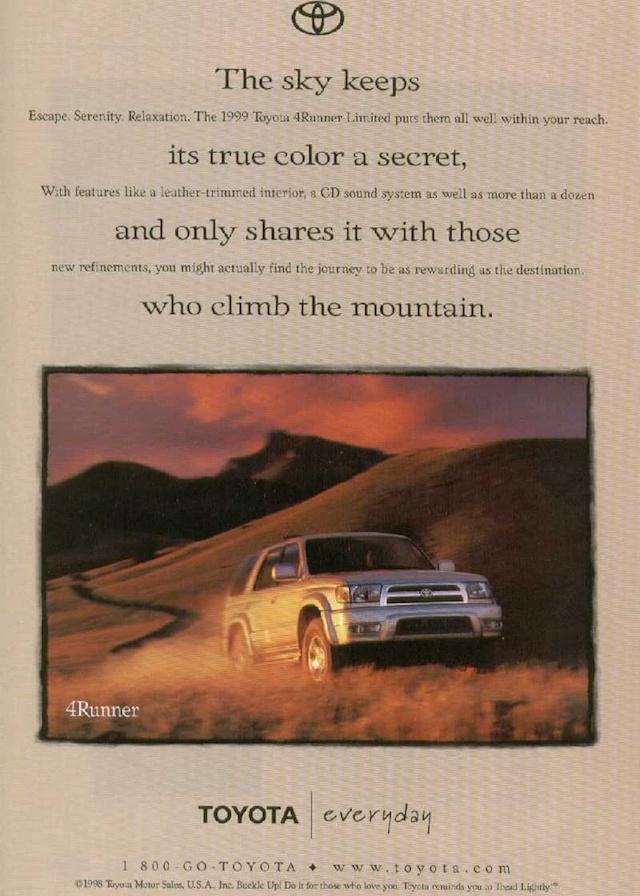 The sky keeps
Escape. Serenity. Relaxation. The 1999 Toyota 4Runner Limited puts them all well within your reach.
its true color a secret,
With features like a leather-trimmed interior, a CD sound system as well as more than a dozen
and only shares it with those
new refinements, you might actually find the journey to be as rewarding as the destination.
who climb the mountain.
4Runner
TOYOTA | everyday
1 800-GO-TOYOTA ♦ www.toyota.com
©1998 Toyota Motor Sales, U.S.A., Inc. Buckle Up! Do it for those who love you. Toyota reminds you to Tread Lightly!®